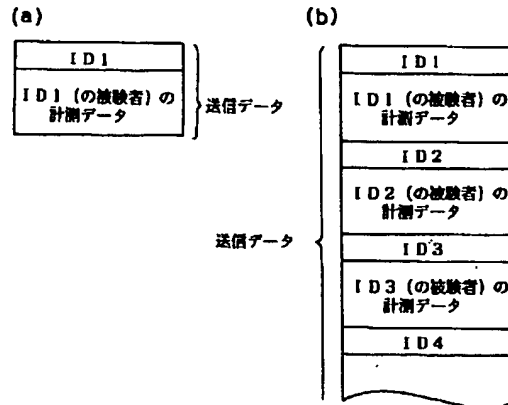 (a)
ID1
ID1(の被験者)の
計測データ
送信データ
(b)
ID1
ID1(の被験者)の
計測データ
ID2
ID2(の被験者)の
計測データ
ID3
ID3(の被験者)の
計測データ
ID4
送信データ